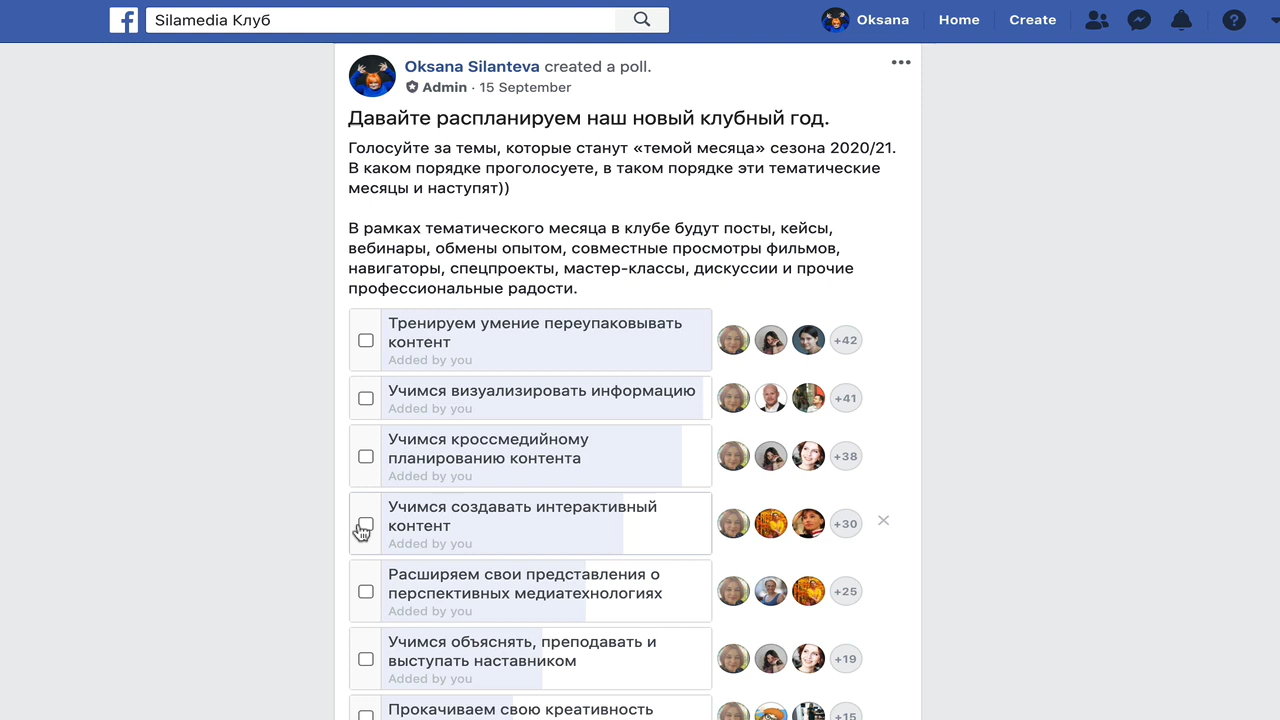 Silamedia Клуб
Oksana
Home
Create
Oksana Silanteva created a poll.
Admin · 15 September
Давайте распланируем наш новый клубный год.
Голосуйте за темы, которые станут «темой месяца» сезона 2020/21.
В каком порядке проголосуете, в таком порядке эти тематические
месяцы и наступят))
В рамках тематического месяца в клубе будут посты, кейсы,
вебинары, обмены опытом, совместные просмотры фильмов,
навигаторы, спецпроекты, мастер-классы, дискуссии и прочие
профессиональные радости.
Тренируем умение переупаковывать
контент
Added by you
+42
Учимся визуализировать информацию
Added by you
+41
Учимся кроссмедийному
планированию контента
Added by you
+38
Учимся создавать интерактивный
контент
Added by you
+30
Расширяем свои представления о
перспективных медиатехнологиях
Added by you
+25
Учимся объяснять, преподавать и
выступать наставником
Added by you
+19
Прокачиваем свою креативность
+15